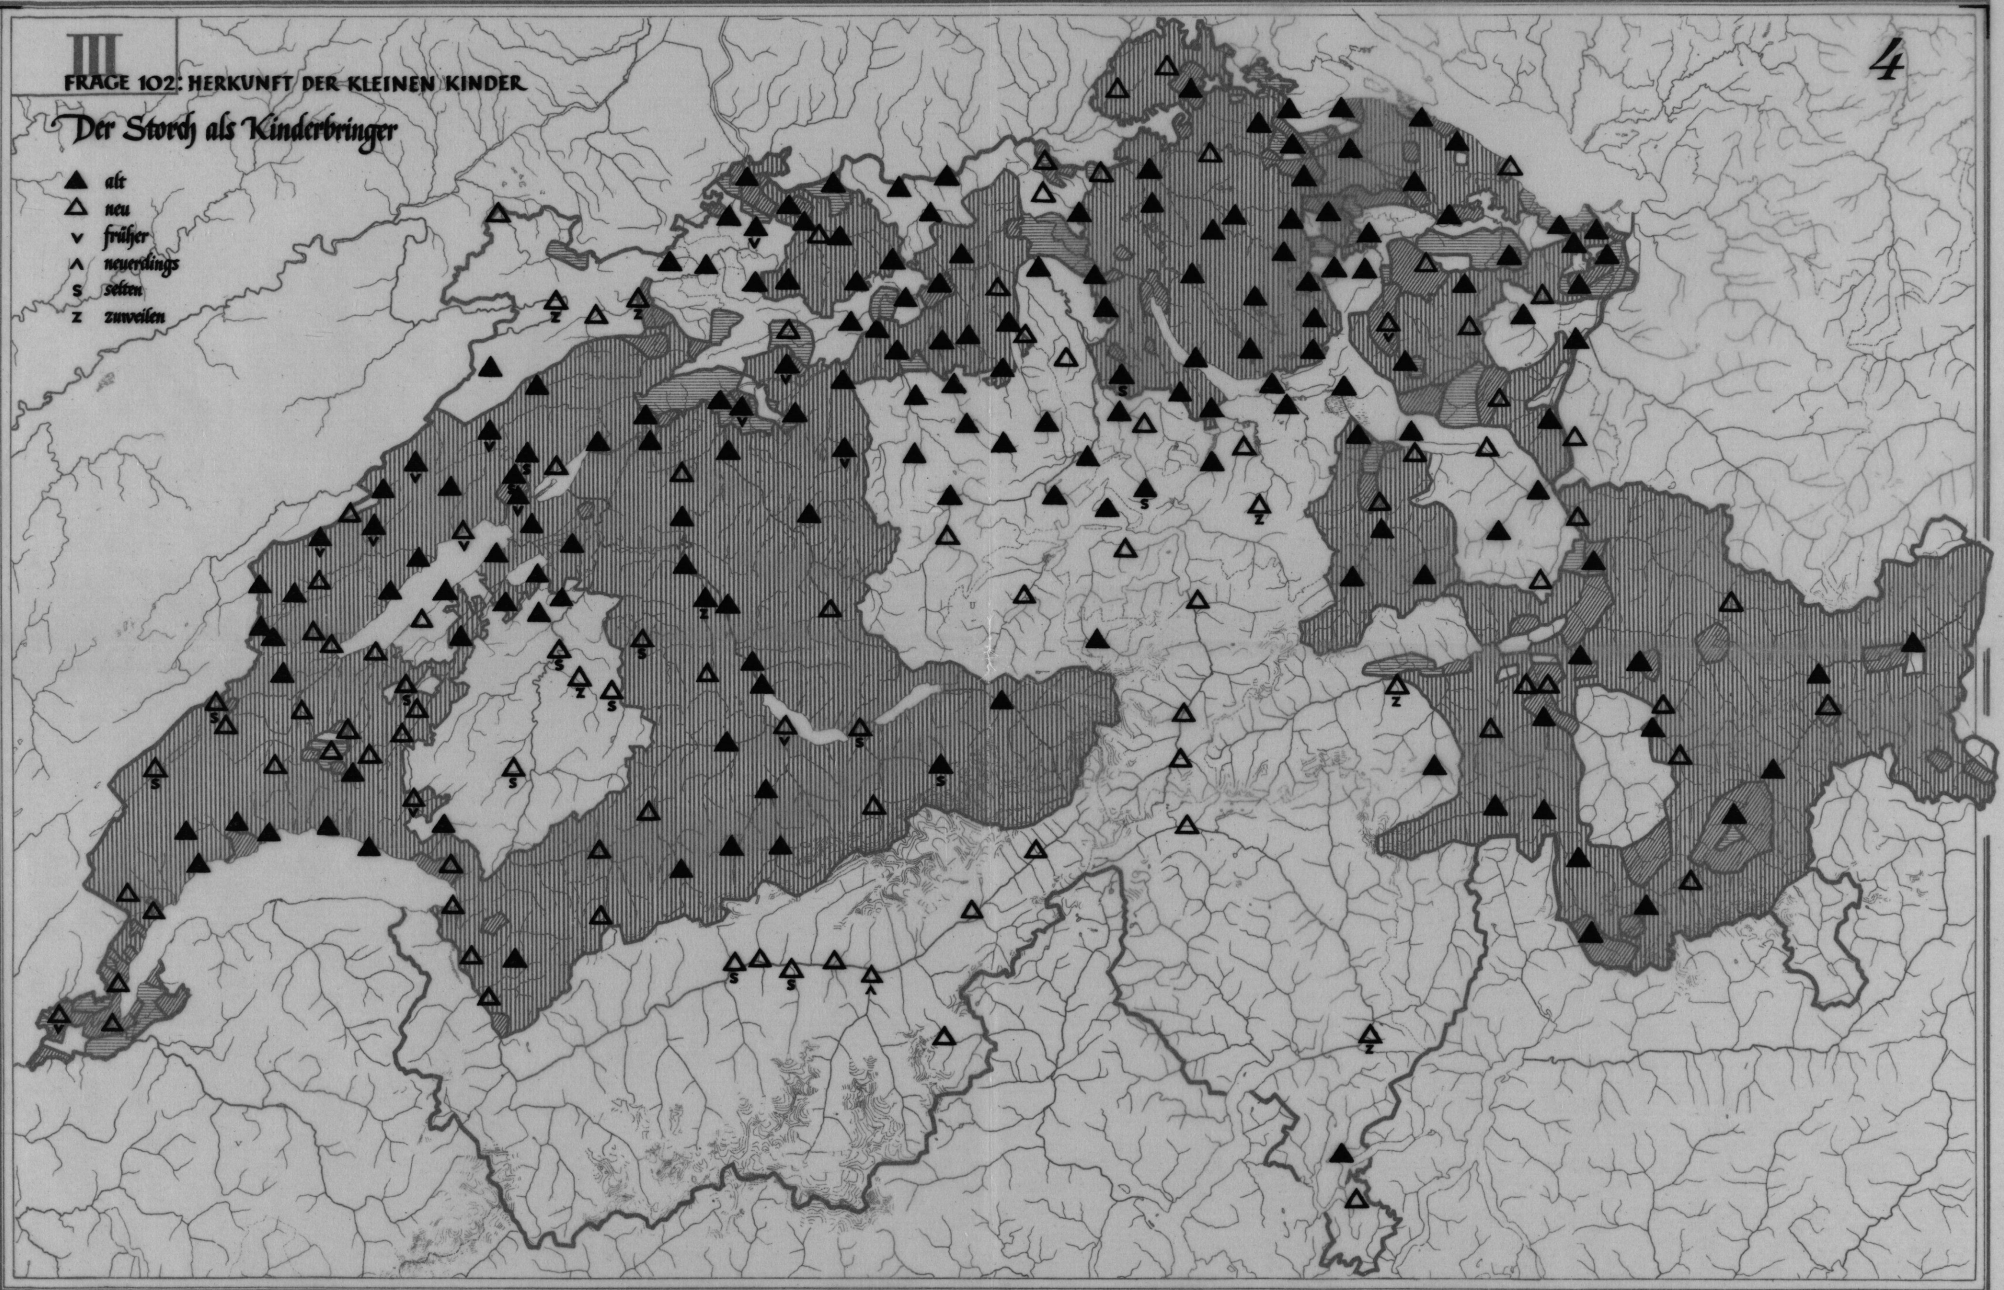 III
4
FRAGE 102: HERKUNFT DER KLEINEN KINDER
Der Storch als Kinderbringer
alt
neu
v früher
ʌ neuerdings
s selten
z zuweilen